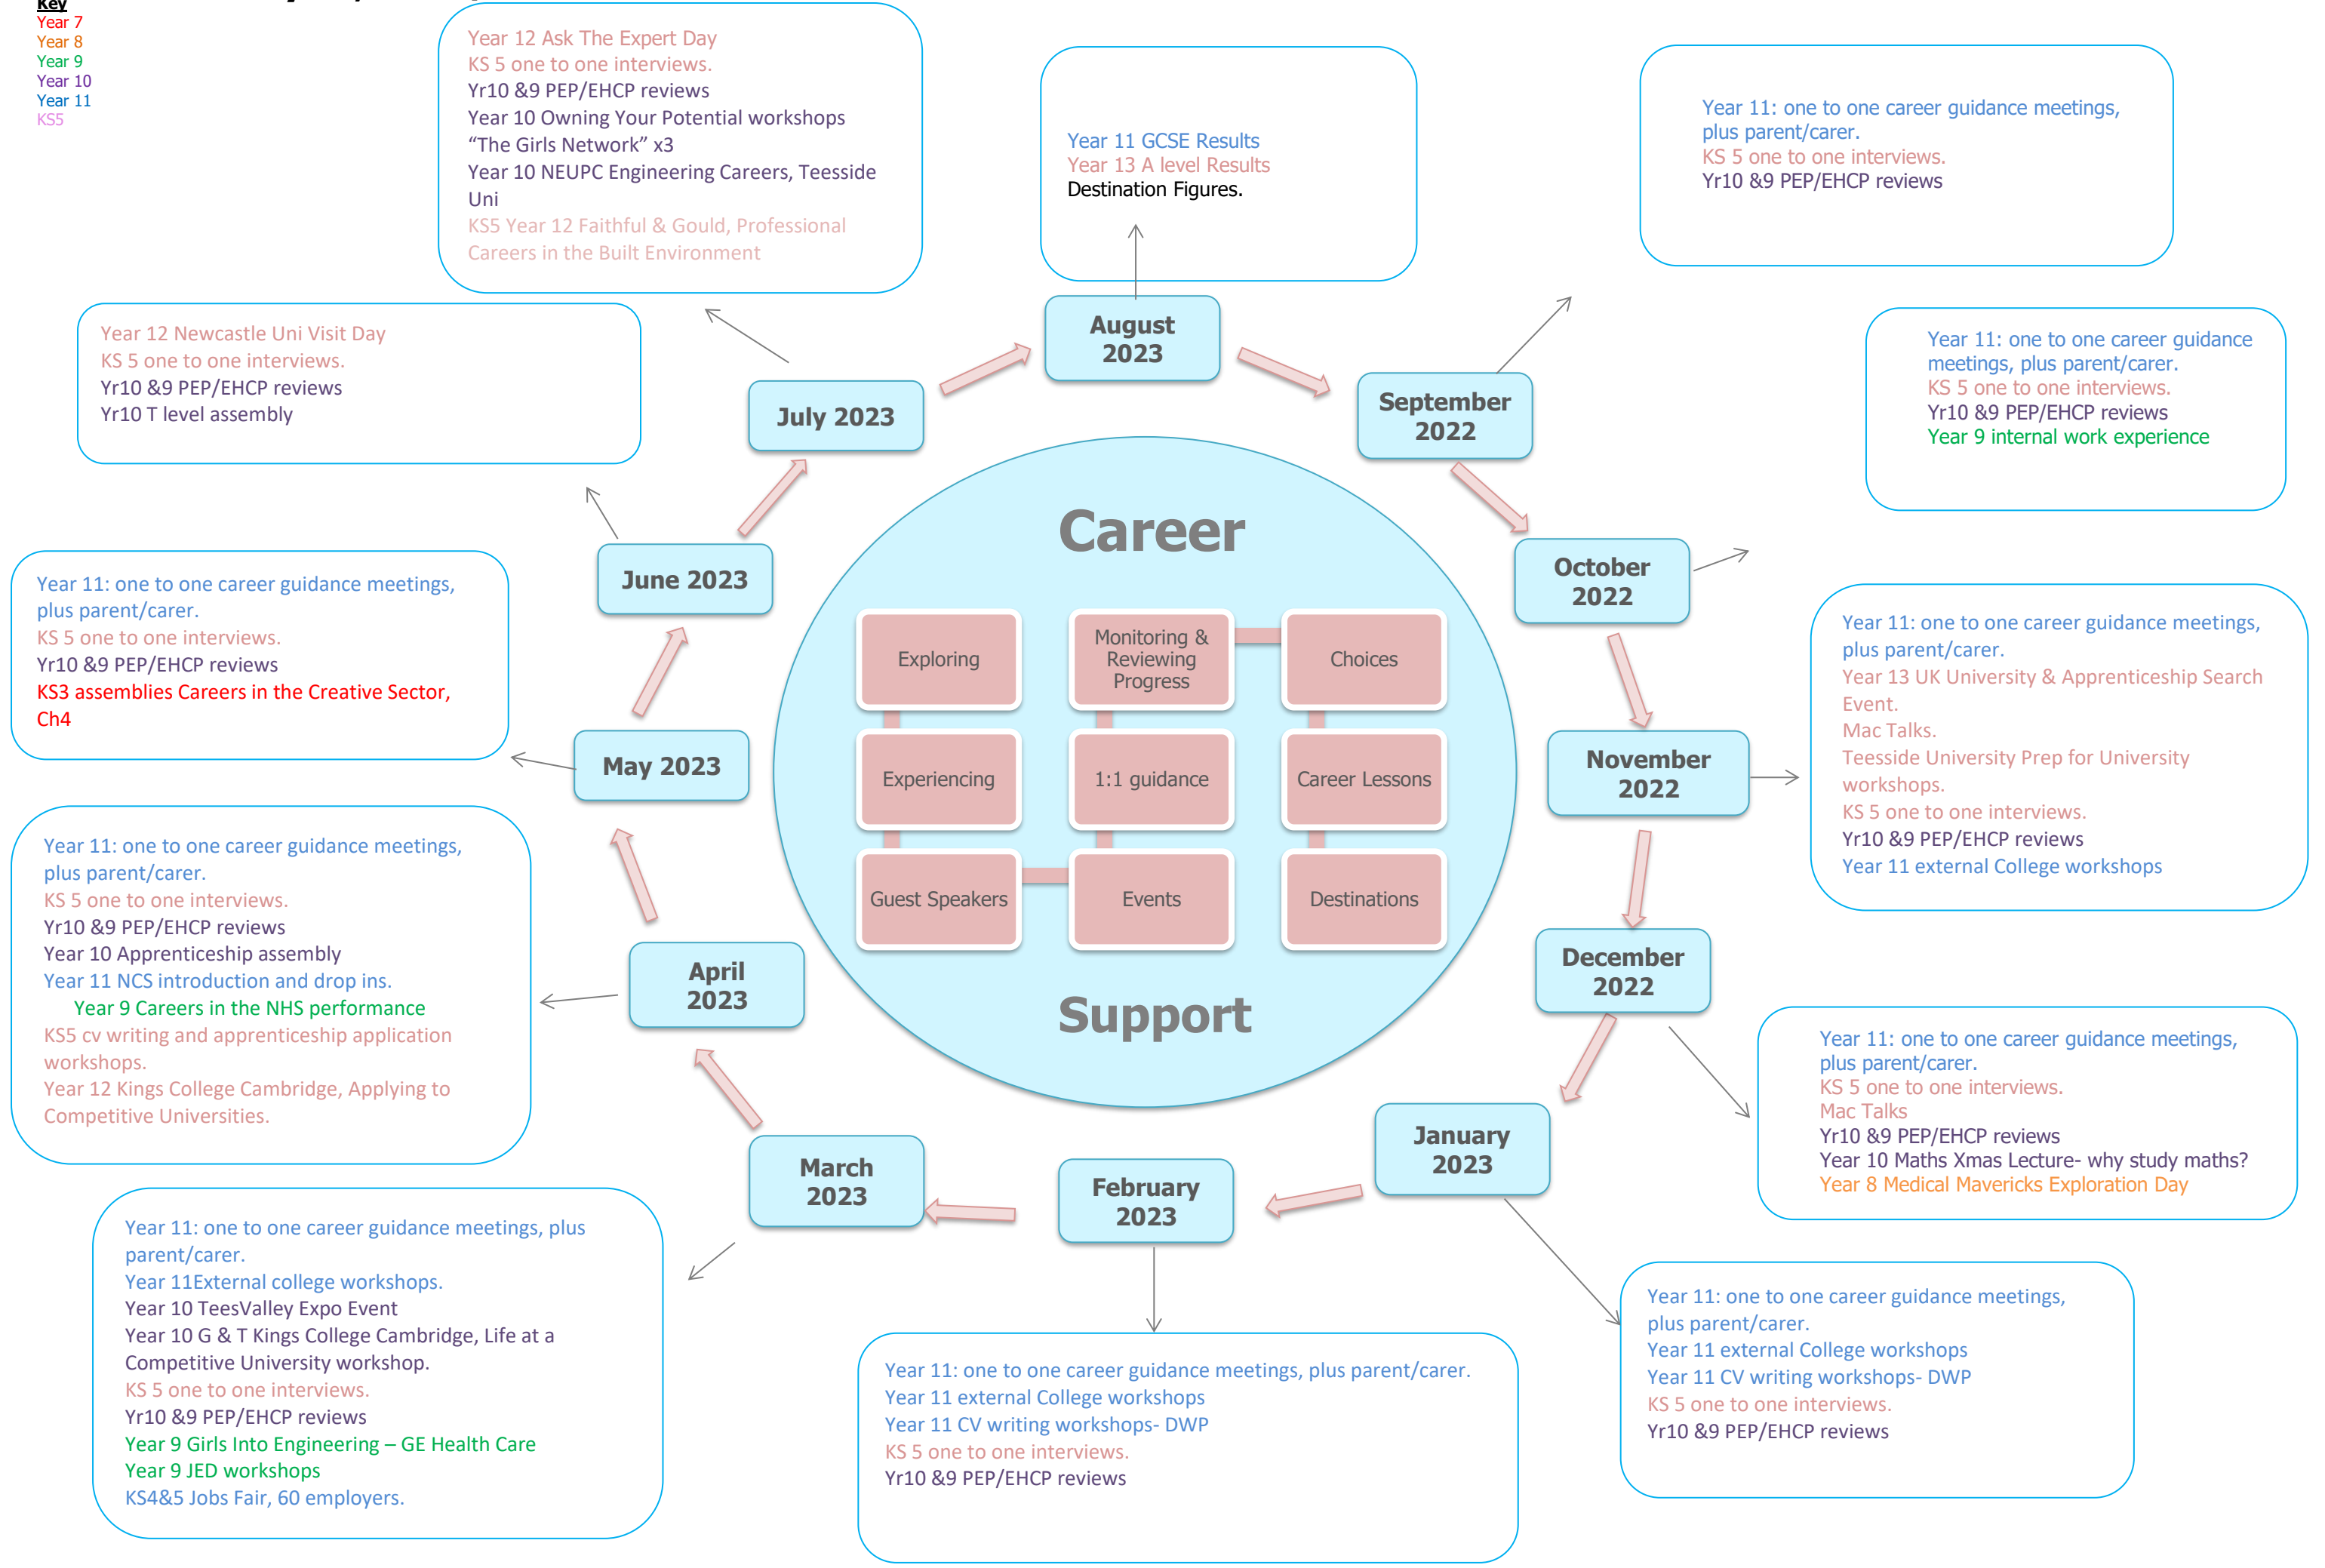 Key
Year 7
Year 8
Year 9
Year 10
Year 11
KS5
Year 12 Ask The Expert Day
KS 5 one to one interviews.
Yr10 &9 PEP/EHCP reviews
Year 10 Owning Your Potential workshops
“The Girls Network” x3
Year 10 NEUPC Engineering Careers, Teesside
Uni
KS5 Year 12 Faithful & Gould, Professional
Careers in the Built Environment
Year 11 GCSE Results
Year 13 A level Results
Destination Figures.
Year 11: one to one career guidance meetings,
plus parent/carer.
KS 5 one to one interviews.
Yr10 &9 PEP/EHCP reviews
Year 12 Newcastle Uni Visit Day
KS 5 one to one interviews.
Yr10 &9 PEP/EHCP reviews
Yr10 T level assembly
August
2023
July 2023
September
2022
Year 11: one to one career guidance
meetings, plus parent/carer.
KS 5 one to one interviews.
Yr10 &9 PEP/EHCP reviews
Year 9 internal work experience
June 2023
October
2022
Year 11: one to one career guidance meetings,
plus parent/carer.
KS 5 one to one interviews.
Yr10 &9 PEP/EHCP reviews
KS3 assemblies Careers in the Creative Sector,
Ch4
May 2023
Career
Exploring
Monitoring &
Reviewing
Progress
Choices
Experiencing
1:1 guidance
Career Lessons
Guest Speakers
Events
Destinations
Support
November
2022
Year 11: one to one career guidance meetings,
plus parent/carer.
Year 13 UK University & Apprenticeship Search
Event.
Mac Talks.
Teesside University Prep for University
workshops.
KS 5 one to one interviews.
Yr10 &9 PEP/EHCP reviews
Year 11 external College workshops
Year 11: one to one career guidance meetings,
plus parent/carer.
KS 5 one to one interviews.
Yr10 &9 PEP/EHCP reviews
Year 10 Apprenticeship assembly
Year 11 NCS introduction and drop ins.
Year 9 Careers in the NHS performance
KS5 cv writing and apprenticeship application
workshops.
Year 12 Kings College Cambridge, Applying to
Competitive Universities.
April
2023
December
2022
Year 11: one to one career guidance meetings,
plus parent/carer.
KS 5 one to one interviews.
Mac Talks
Yr10 &9 PEP/EHCP reviews
Year 10 Maths Xmas Lecture- why study maths?
Year 8 Medical Mavericks Exploration Day
March
2023
February
2023
January
2023
Year 11: one to one career guidance meetings, plus
parent/carer.
Year 11External college workshops.
Year 10 TeesValley Expo Event
Year 10 G & T Kings College Cambridge, Life at a
Competitive University workshop.
KS 5 one to one interviews.
Yr10 &9 PEP/EHCP reviews
Year 9 Girls Into Engineering – GE Health Care
Year 9 JED workshops
KS4&5 Jobs Fair, 60 employers.
Year 11: one to one career guidance meetings, plus parent/carer.
Year 11 external College workshops
Year 11 CV writing workshops- DWP
KS 5 one to one interviews.
Yr10 &9 PEP/EHCP reviews
Year 11: one to one career guidance meetings,
plus parent/carer.
Year 11 external College workshops
Year 11 CV writing workshops- DWP
KS 5 one to one interviews.
Yr10 &9 PEP/EHCP reviews